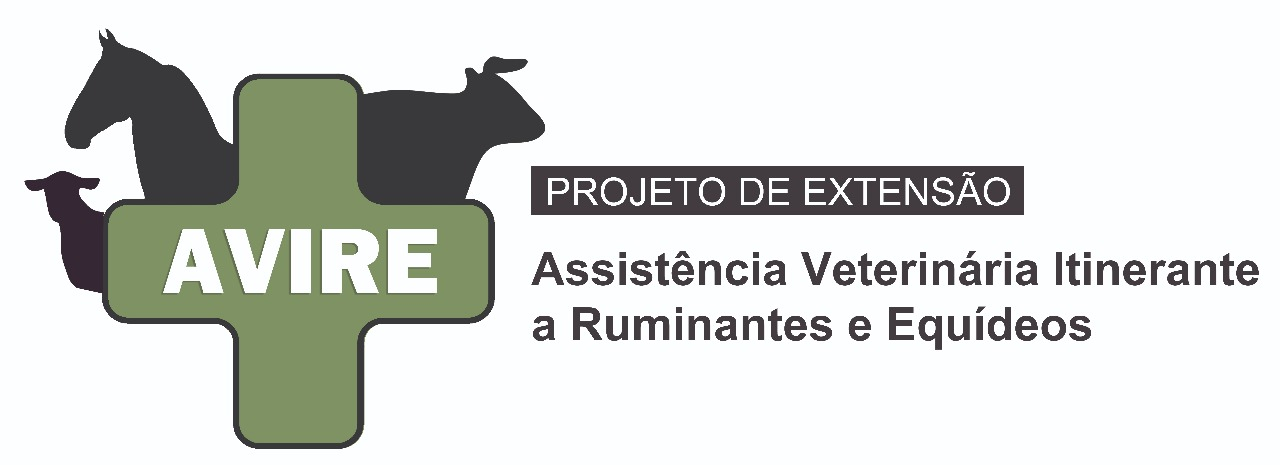 AVIRE
PROJETO DE EXTENSÃO
Assistência Veterinária Itinerante
a Ruminantes e Equídeos